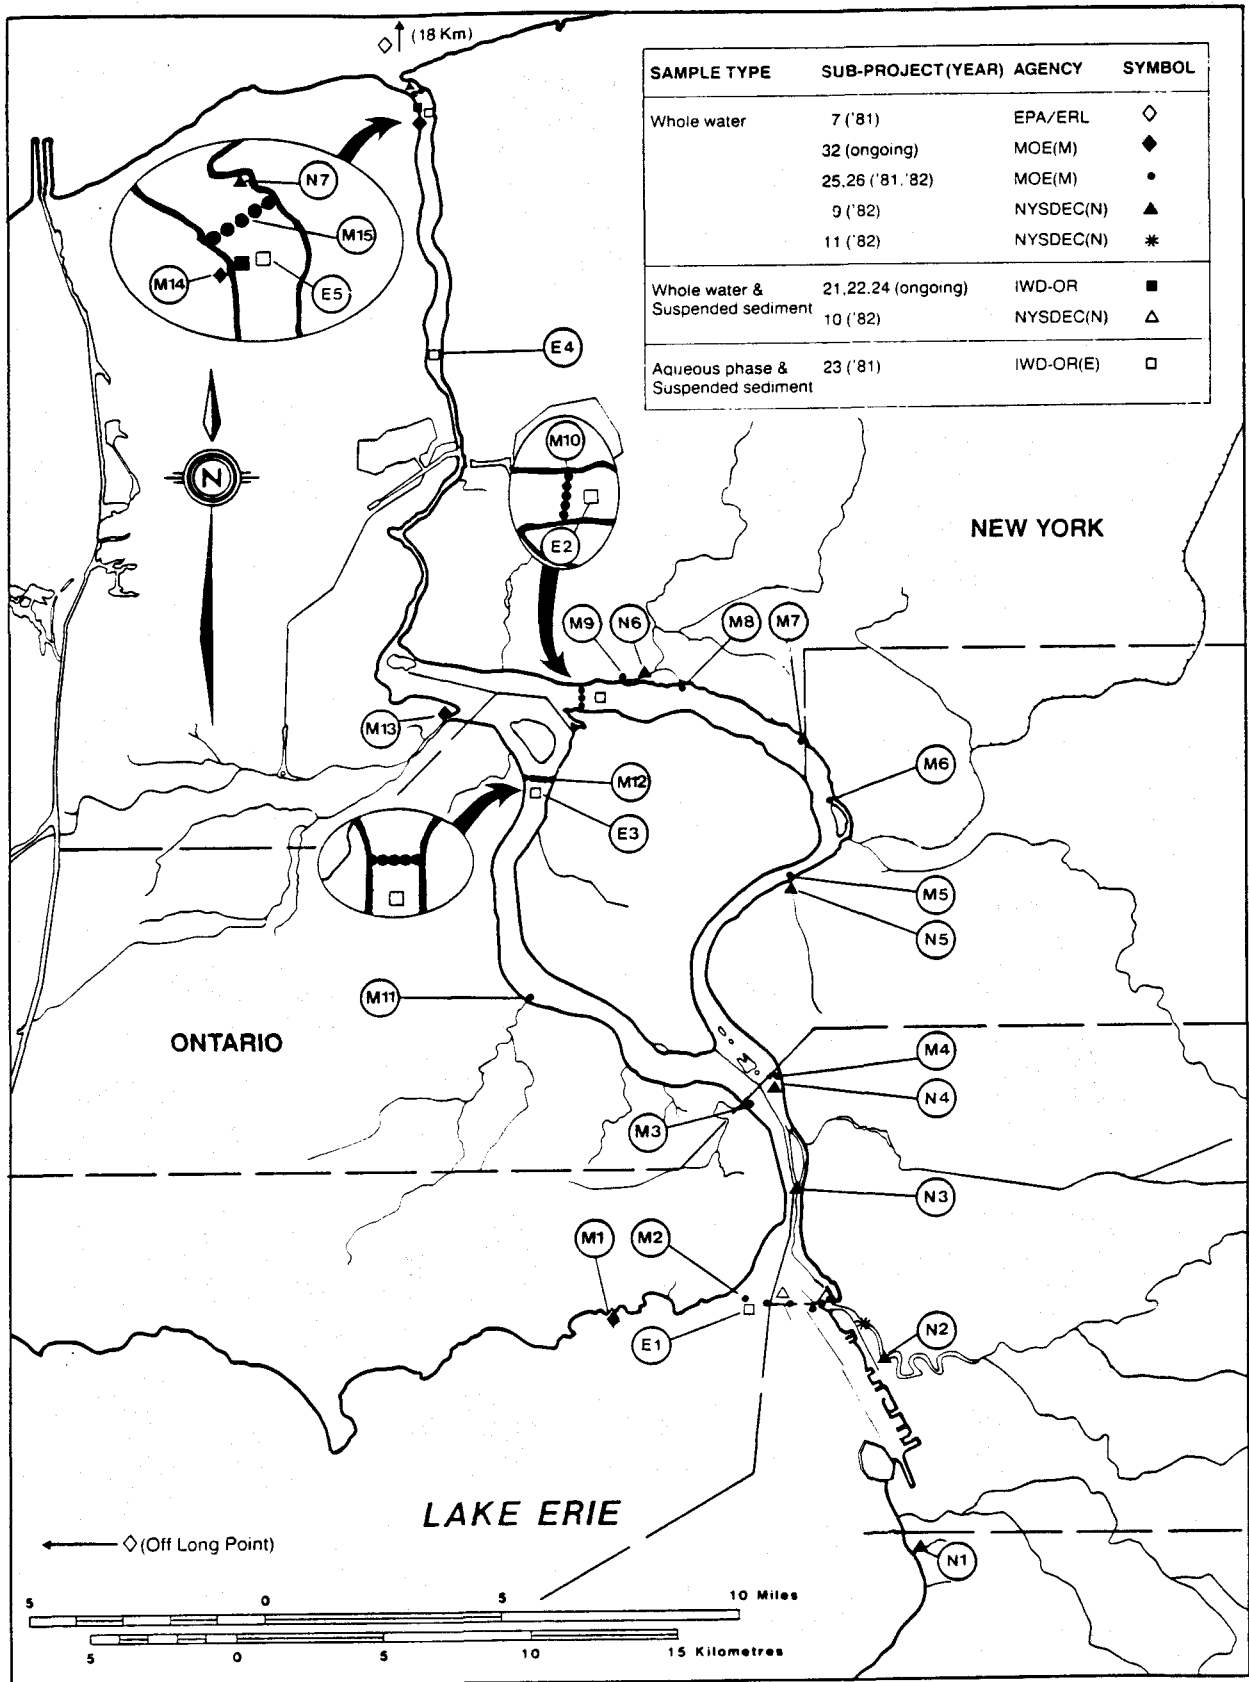 (18 Km)
SAMPLE TYPE SUB-PROJECT (YEAR) AGENCY SYMBOL
Whole water 7 ('81) EPA/ERL
32 (ongoing) MOE(M)
25,26 ('81,'82) MOE(M)
9 ('82) NYSDEC(N)
11 ('82) NYSDEC(N)
Whole water & 21,22.24 (ongoing) IWD-OR
Suspended sediment 10 ('82) NYSDEC(N)
Aqueous phase & 23 ('81) IWD-OR(E)
Suspended sediment
N7
M15
M14
E5
E4
N
M10
E2
NEW YORK
M9 N6 M8 M7
M13
M12
M6
E3
M5
N5
M11
ONTARIO
M4
N4
M3
N3
M1 M2
E1
N2
LAKE ERIE
(Off Long Point)
N1
5 0 5 10 Miles
5 0 5 10 15 Kilometres